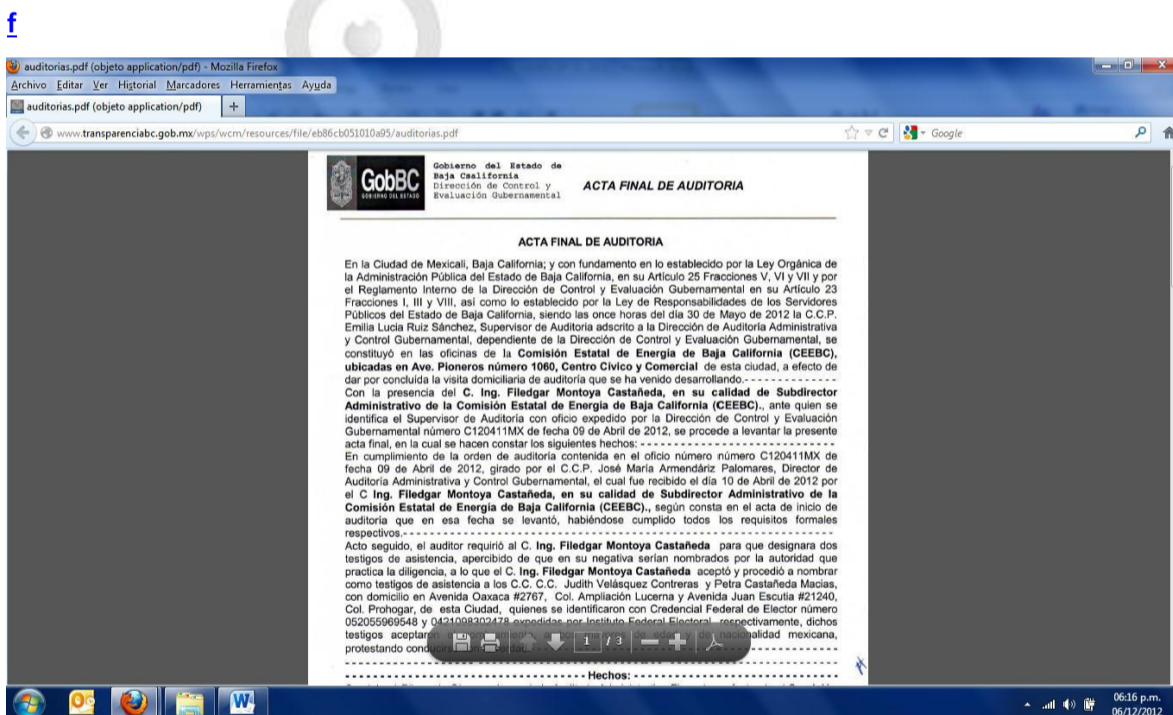 f
auditorias.pdf (objeto application/pdf) - Mozilla Firefox
Archivo Editar Ver Historial Marcadores Herramientas Ayuda
auditorias.pdf (objeto application/pdf) +
www.transparenciabc.gob.mx/wps/wcm/resources/file/eb86cb051010a95/auditorias.pdf
Google
GobBC
GOBIERNO DEL ESTADO
Gobierno del Estado de
Baja Csalifornia
Dirección de Control y
Evaluación Gubernamental
ACTA FINAL DE AUDITORIA
ACTA FINAL DE AUDITORIA
En la Ciudad de Mexicali, Baja California; y con fundamento en lo establecido por la Ley Orgánica de
la Administración Pública del Estado de Baja California, en su Artículo 25 Fracciones V, VI y VII y por
el Reglamento Interno de la Dirección de Control y Evaluación Gubernamental en su Artículo 23
Fracciones I, III y VIII, así como lo establecido por la Ley de Responsabilidades de los Servidores
Públicos del Estado de Baja California, siendo las once horas del día 30 de Mayo de 2012 la C.C.P.
Emilia Lucia Ruiz Sánchez, Supervisor de Auditoria adscrito a la Dirección de Auditoría Administrativa
y Control Gubernamental, dependiente de la Dirección de Control y Evaluación Gubernamental, se
constituyó en las oficinas de la Comisión Estatal de Energía de Baja California (CEEBC),
ubicadas en Ave. Pioneros número 1060, Centro Cívico y Comercial de esta ciudad, a efecto de
dar por concluida la visita domiciliaria de auditoría que se ha venido desarrollando.- - - - - - - - - - - - - -
Con la presencia del C. Ing. Filedgar Montoya Castañeda, en su calidad de Subdirector
Administrativo de la Comisión Estatal de Energía de Baja California (CEEBC)., ante quien se
identifica el Supervisor de Auditoría con oficio expedido por la Dirección de Control y Evaluación
Gubernamental número C120411MX de fecha 09 de Abril de 2012, se procede a levantar la presente
acta final, en la cual se hacen constar los siguientes hechos: - - - - - - - - - - - - - - - - - - - - - - - - - - - -
En cumplimiento de la orden de auditoría contenida en el oficio número número C120411MX de
fecha 09 de Abril de 2012, girado por el C.C.P. José María Armendáriz Palomares, Director de
Auditoría Administrativa y Control Gubernamental, el cual fue recibido el día 10 de Abril de 2012 por
el C Ing. Filedgar Montoya Castañeda, en su calidad de Subdirector Administrativo de la
Comisión Estatal de Energía de Baja California (CEEBC)., según consta en el acta de inicio de
auditoría que en esa fecha se levantó, habiéndose cumplido todos los requisitos formales
respectivos.- - - - - - - - - - - - - - - - - - - - - - - - - - - - - - - - - - - - - - - - - - - - - - - - - - - -
Acto seguido, el auditor requirió al C. Ing. Filedgar Montoya Castañeda para que designara dos
testigos de asistencia, apercibido de que en su negativa serían nombrados por la autoridad que
practica la diligencia, a lo que el C. Ing. Filedgar Montoya Castañeda aceptó y procedió a nombrar
como testigos de asistencia a los C.C. C.C. Judith Velásquez Contreras y Petra Castañeda Macias,
con domicilio en Avenida Oaxaca #2767, Col. Ampliación Lucerna y Avenida Juan Escutia #21240,
Col. Prohogar, de esta Ciudad, quienes se identificaron con Credencial Federal de Elector número
052055969548 y 0421098302478 expedidas por Instituto Federal Electoral, respectivamente, dichos
testigos aceptaron de nacionalidad mexicana,
protestando
1 / 3
- - - - - - - - - - - - - - - - - - - - - - - - - - Hechos: - - - - - - - - - - - - - - - - - - - - - - - - - -
06:16 p.m.
06/12/2012